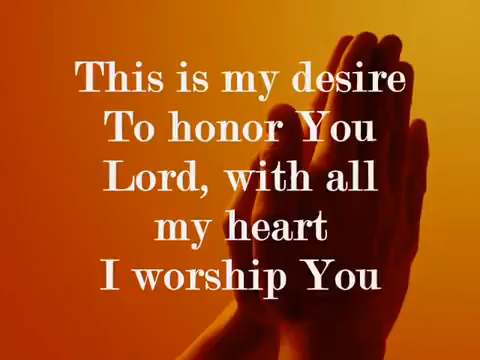 This is my desire
To honor You
Lord, with all
my heart
I worship You